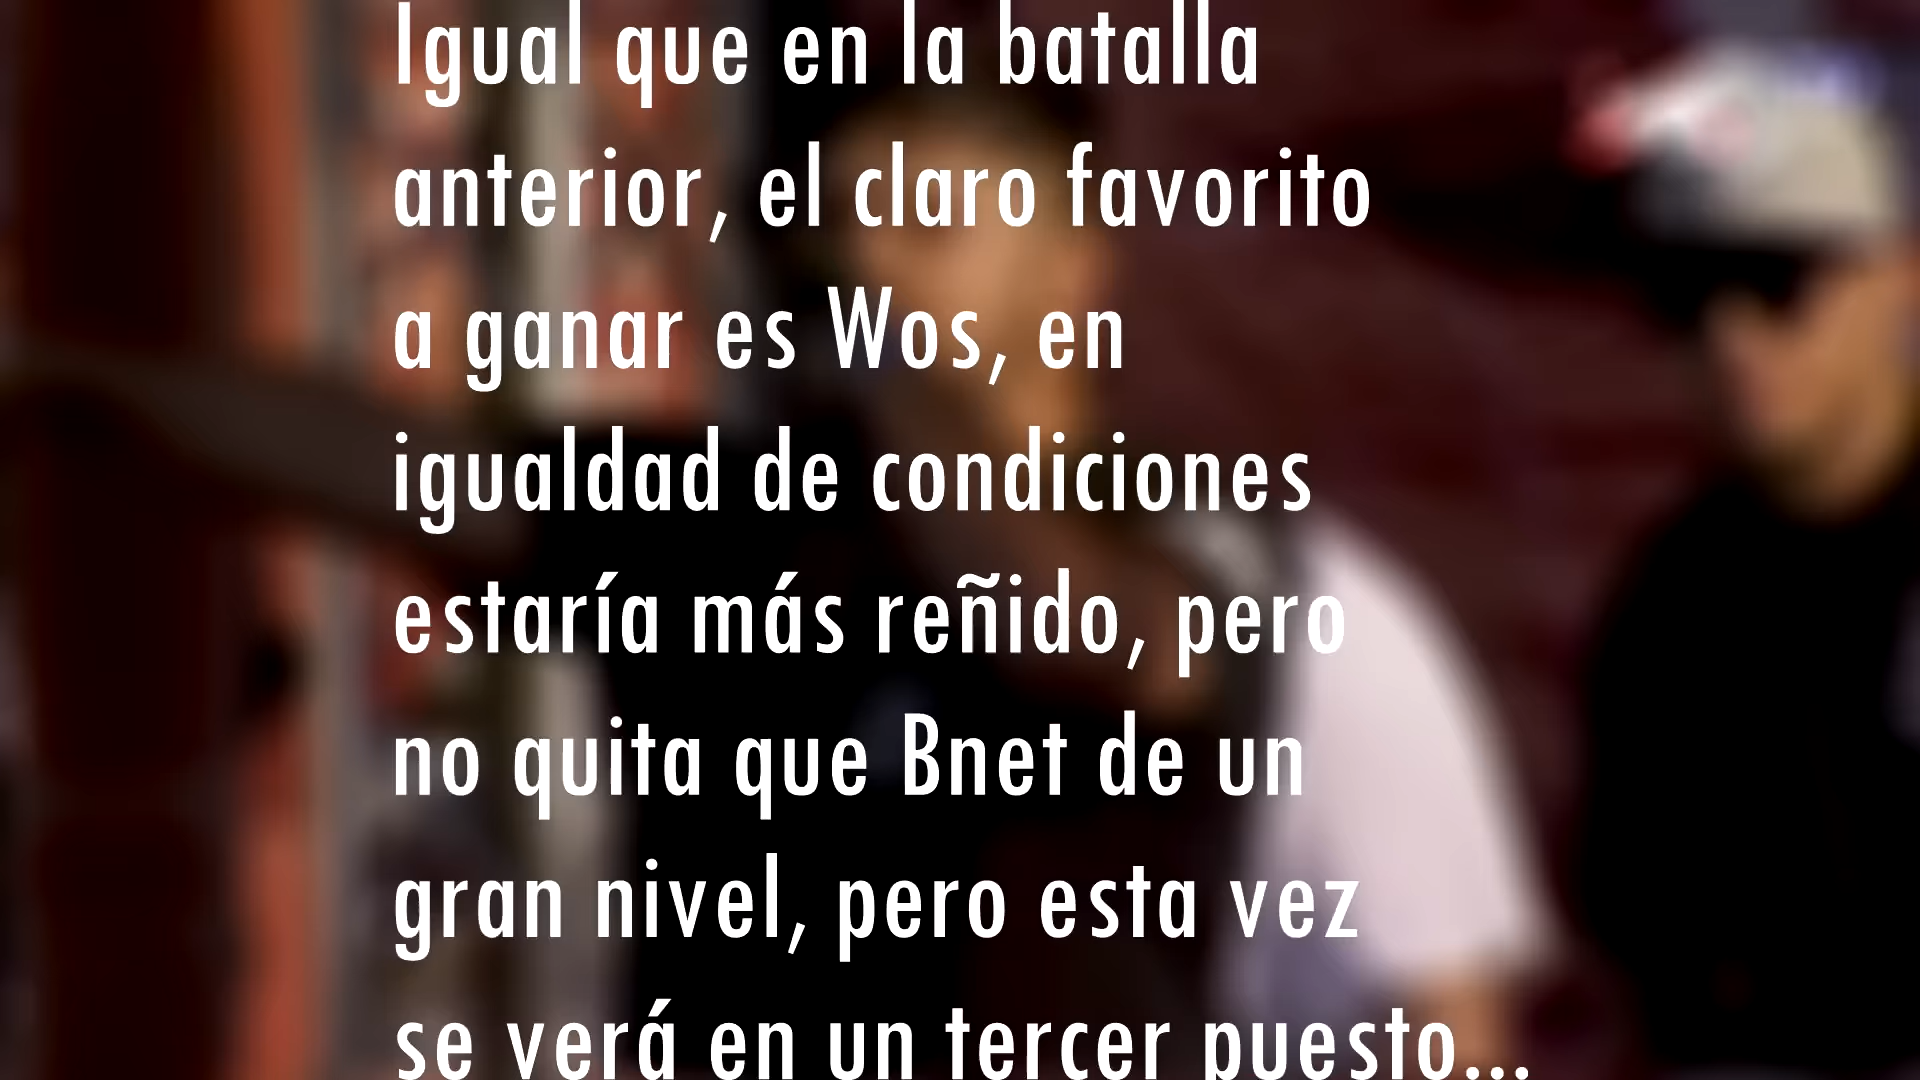 Igual que en la batalla
anterior, el claro favorito
a ganar es Wos, en
igualdad de condiciones
estaría más reñido, pero
no quita que Bnet de un
gran nivel, pero esta vez
se verá en un tercer puesto...